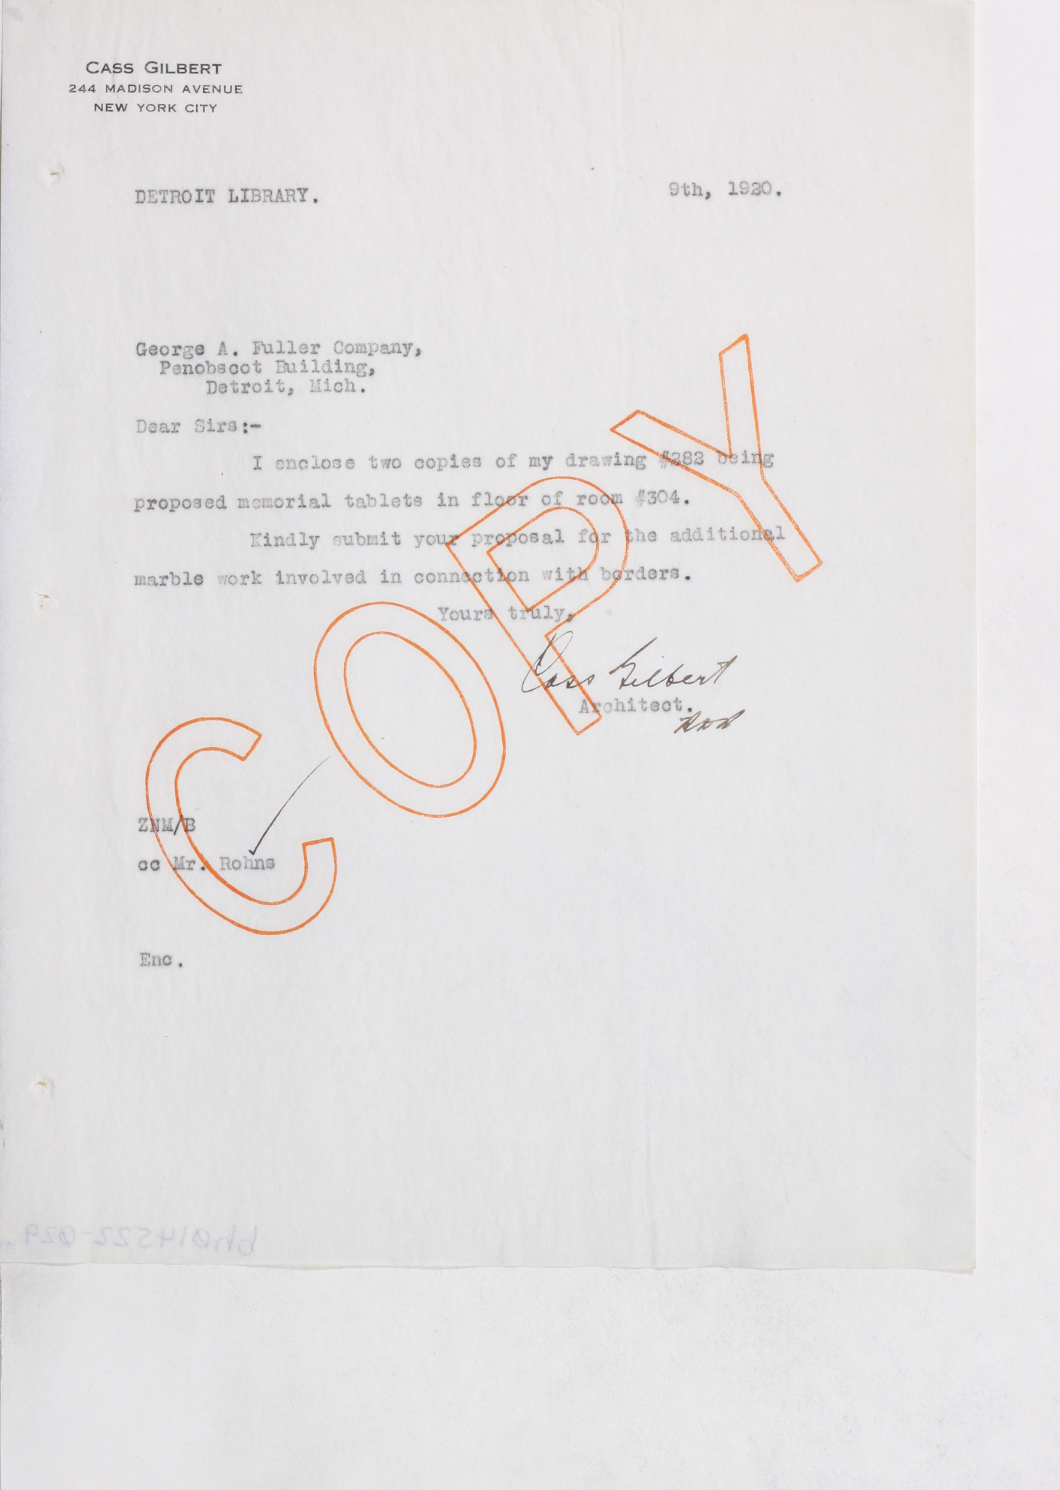 CASS GILBERT
244 MADISON AVENUE
NEW YORK CITY
DETROIT LIBRARY. 9th, 1920.
George A. Fuller Company,
Penobscot Building,
Detroit, Mich.
Dear Sirs:-
I enclose two copies of my drawing #282 being
proposed memorial tablets in floor of room #304.
Kindly submit your proposal for the additional
marble work involved in connection with borders.
Yours truly,
Cass Gilbert
Architect.
ZNM/B
cc Mr. Rohns
Enc.
COPY
bh014522-029